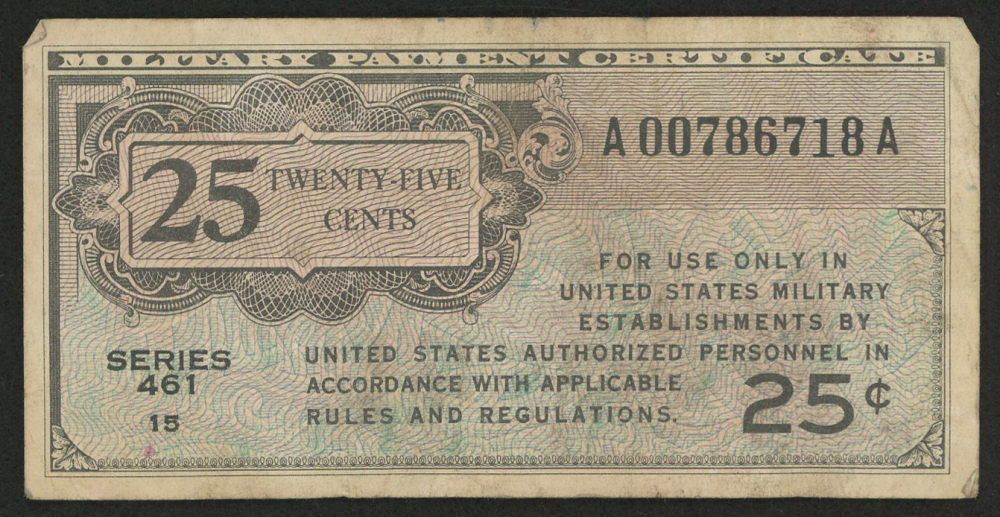 MILITARY PAYMENT CERTIFICATE
A00786718A
25 TWENTY-FIVE
CENTS
FOR USE ONLY IN
UNITED STATES MILITARY
ESTABLISHMENTS BY
UNITED STATES AUTHORIZED PERSONNEL IN
ACCORDANCE WITH APPLICABLE
RULES AND REGULATIONS.
SERIES
461
15
25¢